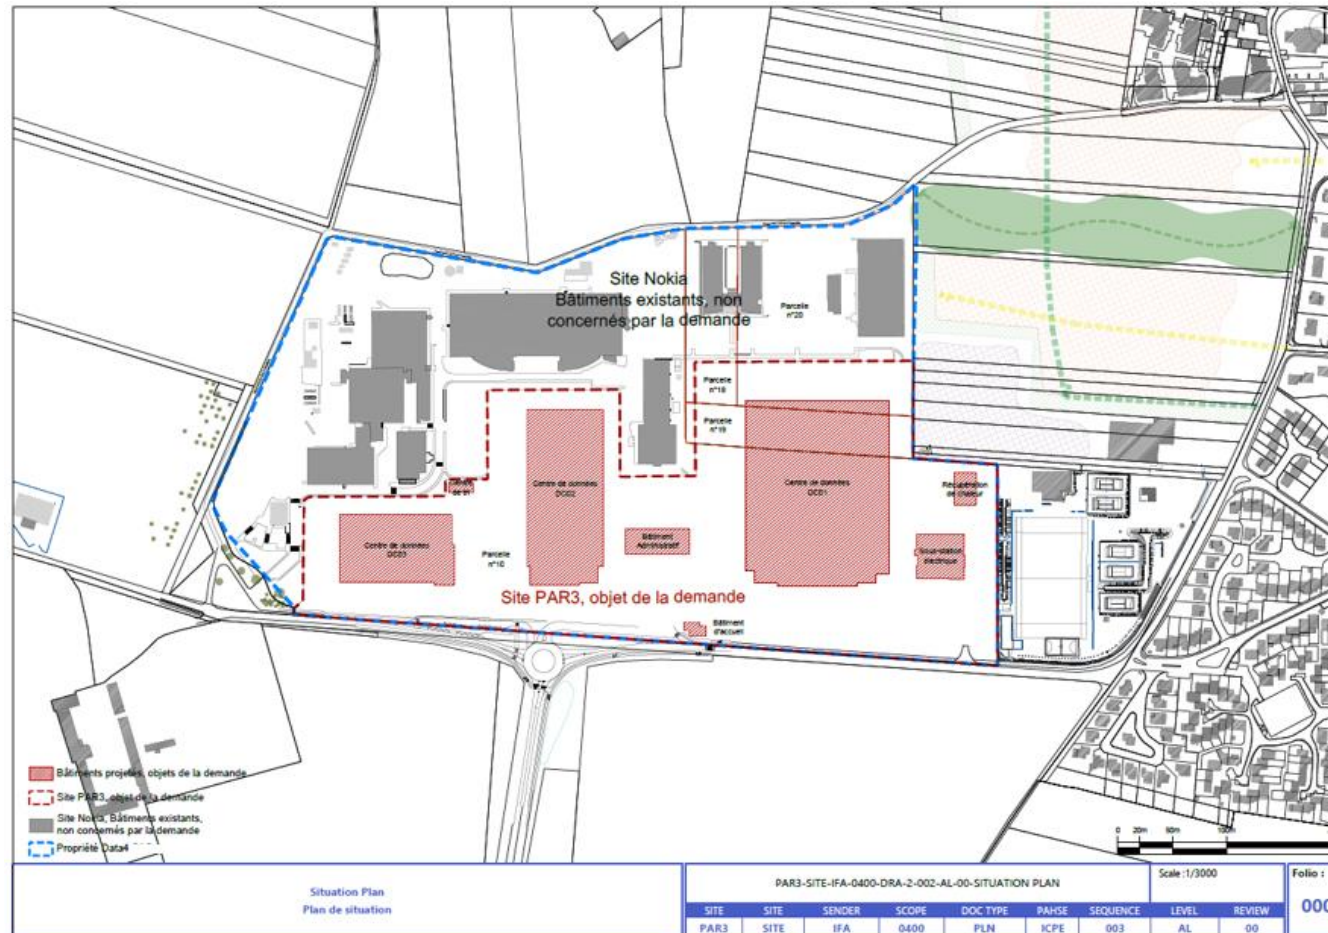 Site Nokia
Bâtiments existants, non
concernés par la demande
Parcelle
n°20
Parcelle
n°18
Parcelle
n°19
Centre de données
DC02
Centre de données
DC01
Récupération
de chaleur
Centre de données
DC03
Parcelle
n°10
Bâtiment
Administratif
Sous-station
électrique
Site PAR3, objet de la demande
Bâtiment
d'accueil
Bâtiments projetés, objets de la demande
Site PAR3, objet de la demande
Site Nokia, Bâtiments existants,
non concernés par la demande
Propriété Data4
0 20m 50m 100m
Situation Plan
Plan de situation
PAR3-SITE-IFA-0400-DRA-2-002-AL-00-SITUATION PLAN
Scale :1/3000
Folio :
000
SITE SITE SENDER SCOPE DOC TYPE PAHSE SEQUENCE LEVEL REVIEW
PAR3 SITE IFA 0400 PLN ICPE 003 AL 00